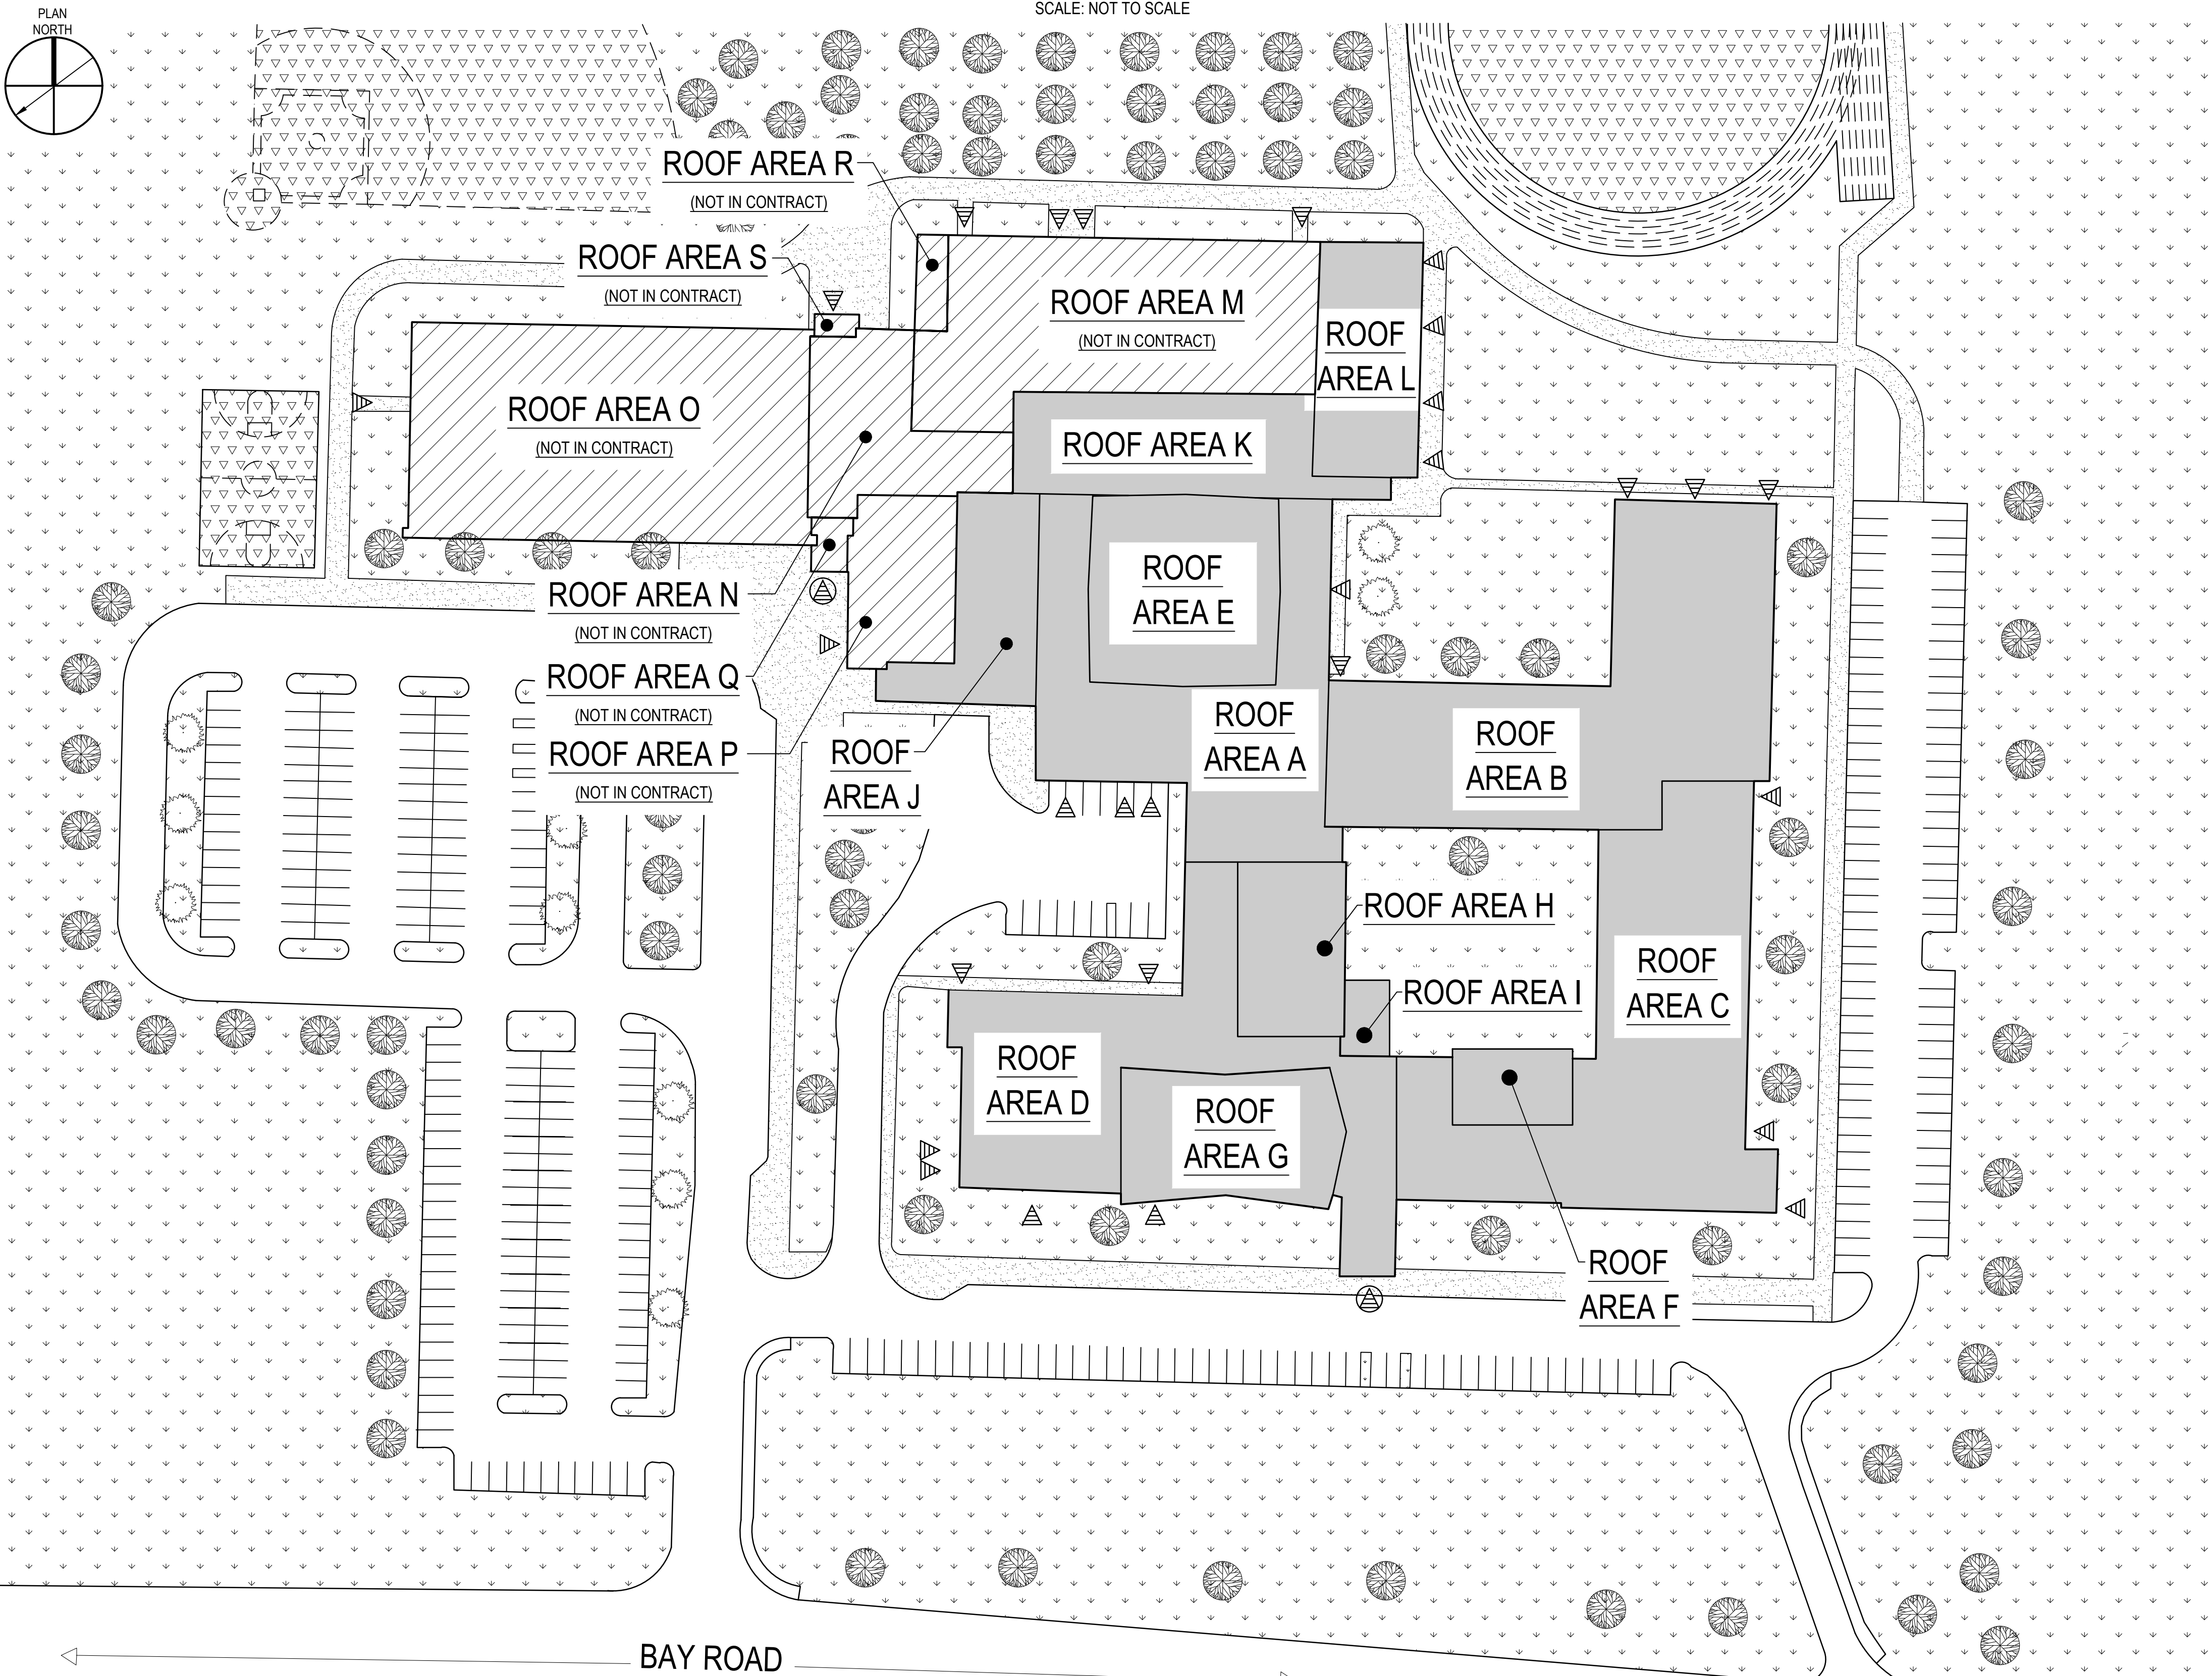 SCALE: NOT TO SCALE
PLAN
NORTH
ROOF AREA R
(NOT IN CONTRACT)
ROOF AREA S
(NOT IN CONTRACT)
ROOF AREA M
(NOT IN CONTRACT)
ROOF
AREA L
ROOF AREA O
(NOT IN CONTRACT)
ROOF AREA K
ROOF
AREA E
ROOF AREA N
(NOT IN CONTRACT)
ROOF AREA Q
(NOT IN CONTRACT)
ROOF AREA P
(NOT IN CONTRACT)
ROOF
AREA J
ROOF
AREA A
ROOF
AREA B
ROOF AREA H
ROOF AREA I
ROOF
AREA C
ROOF
AREA D
ROOF
AREA G
ROOF
AREA F
BAY ROAD